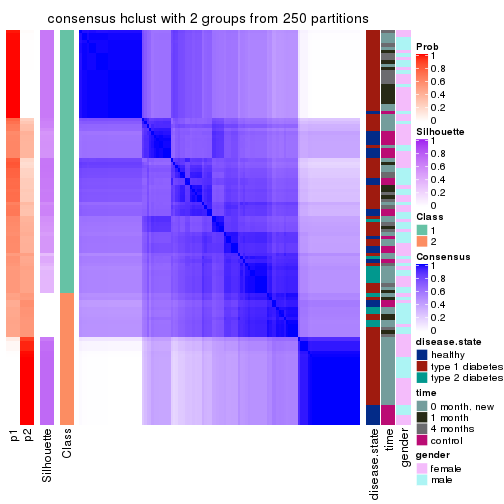 consensus hclust with 2 groups from 250 partitions
Prob
1
0.8
0.6
0.4
0.2
0
Silhouette
1
0.8
0.6
0.4
0.2
0
Class
1
2
Consensus
1
0.8
0.6
0.4
0.2
0
disease.state
healthy
type 1 diabetes
type 2 diabetes
time
0 month. new
1 month
4 months
control
gender
female
male
p1
p2
Silhouette
Class
disease.state
time
gender